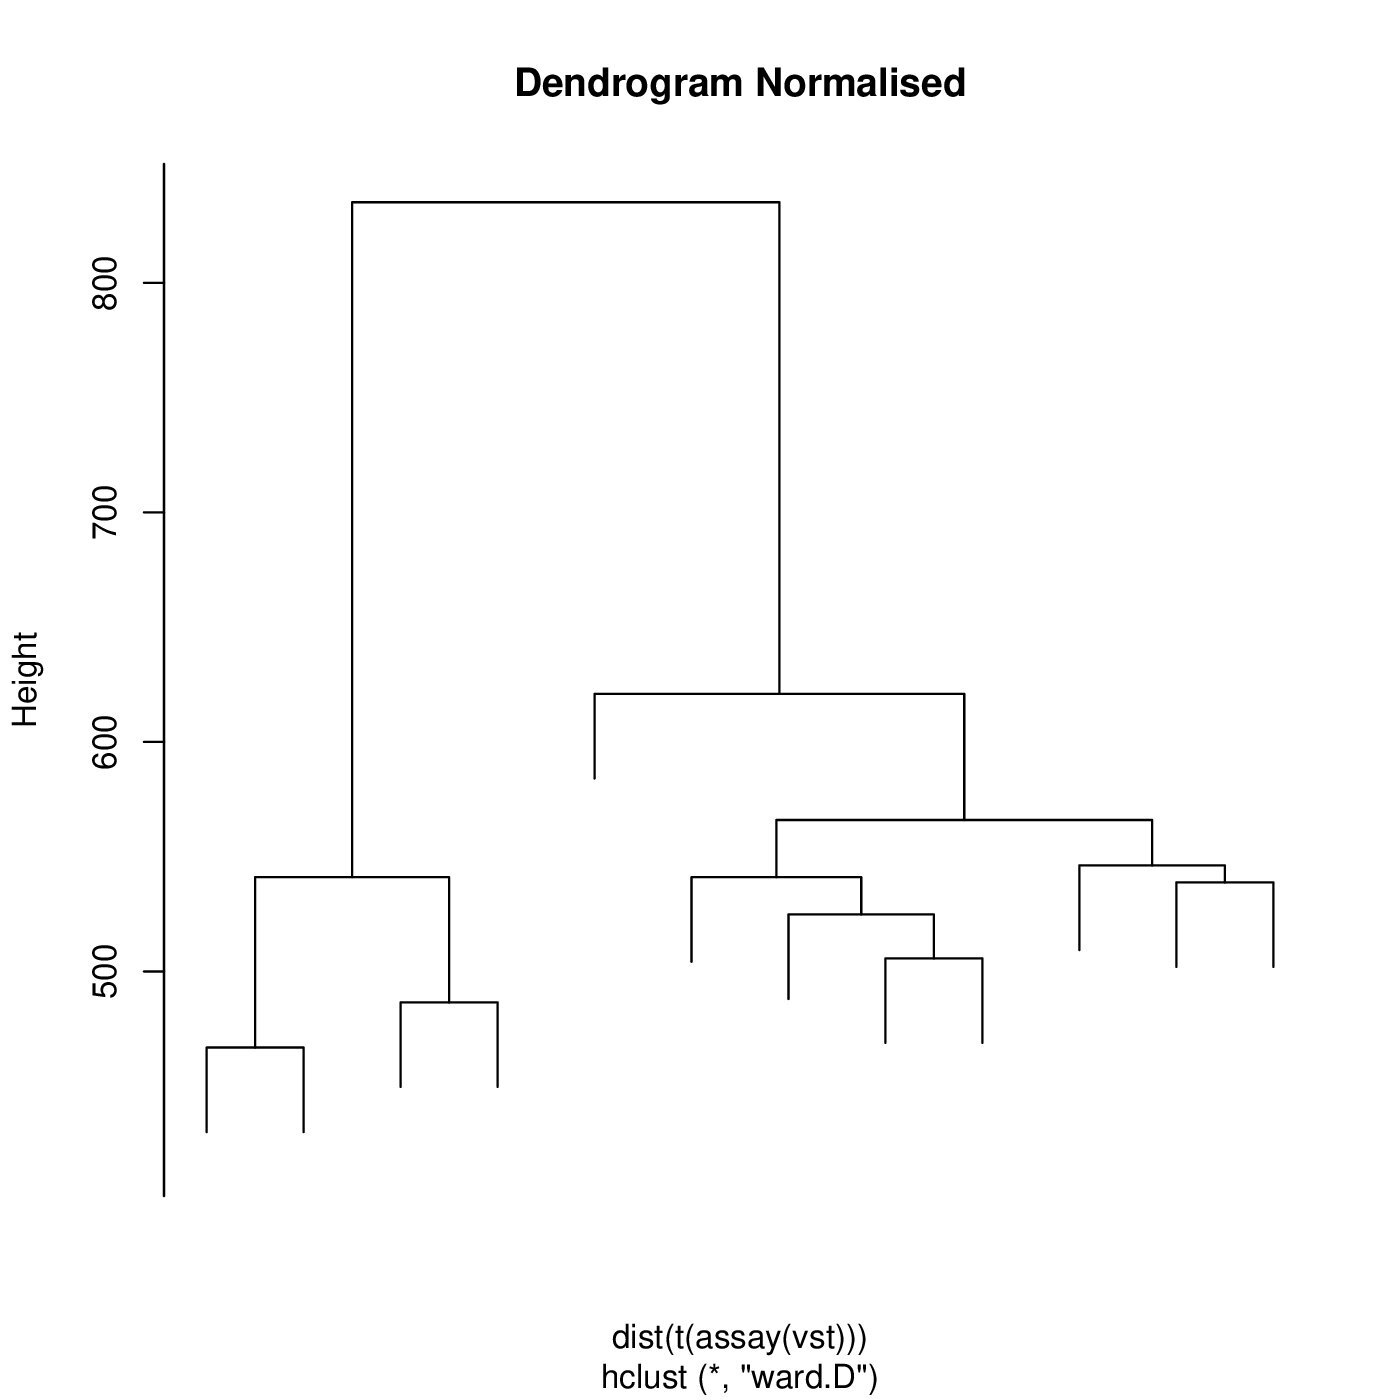 Dendrogram Normalised
Height
800
700
600
500
dist(t(assay(vst)))
hclust (*, "ward.D")